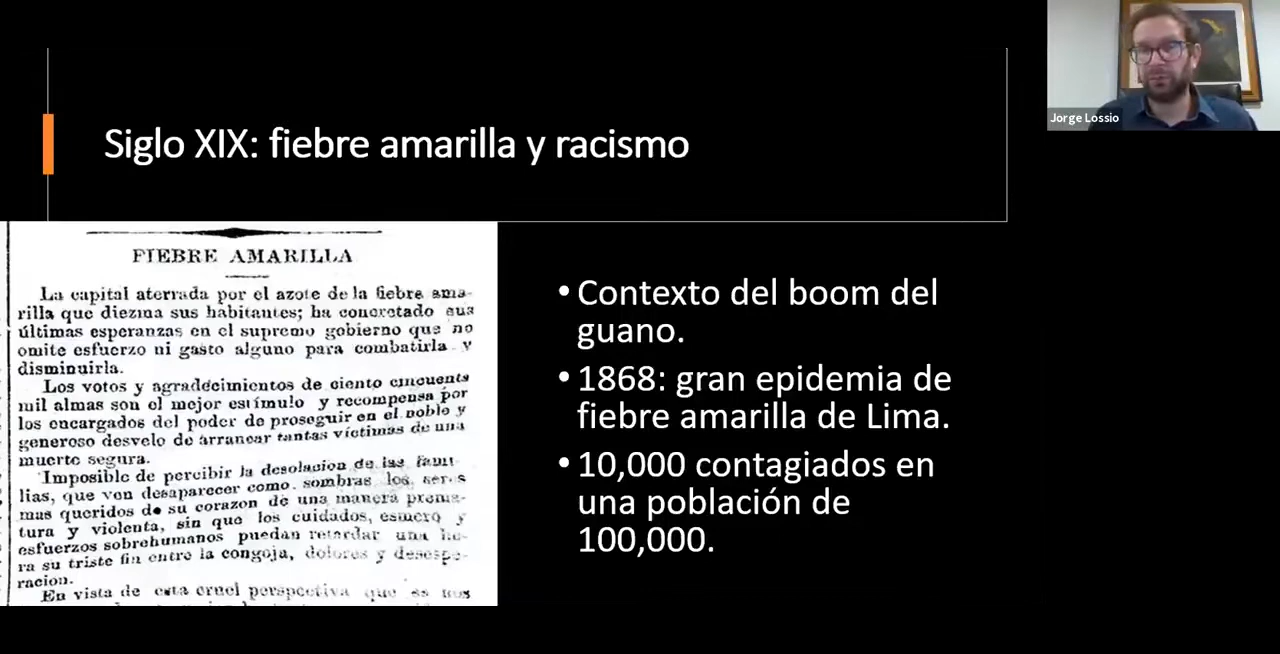 Siglo XIX: fiebre amarilla y racismo
Jorge Lossio
FIEBRE AMARILLA
La capital aterrada por el azote de la fiebre ama-
rilla que diezma sus habitantes; ha concretado sus
últimas esperanzas en el supremo gobierno que no
omite esfuerzo ni gasto alguno para combatirla y
disminuirla.
Los votos y agradecimientos de ciento cincuenta
mil almas son el mejor estímulo y recompensa por
los encargados del poder de proseguir en el noble y
generoso desvelo de arrancar tantas víctimas de una
muerte segura.
Imposible de percibir la desolacion de las fami-
lias, que ven desaparecer como sombras los seres
mas queridos de su corazon de una manera prema-
tura y violenta, sin que los cuidados, esmero y
esfuerzos sobrehumanos puedan retardar una ho-
ra su triste fin entre la congoja, dolores y desespe-
racion.
En vista de esta cruel perspectiva que es nos
• Contexto del boom del
guano.
• 1868: gran epidemia de
fiebre amarilla de Lima.
• 10,000 contagiados en
una población de
100,000.